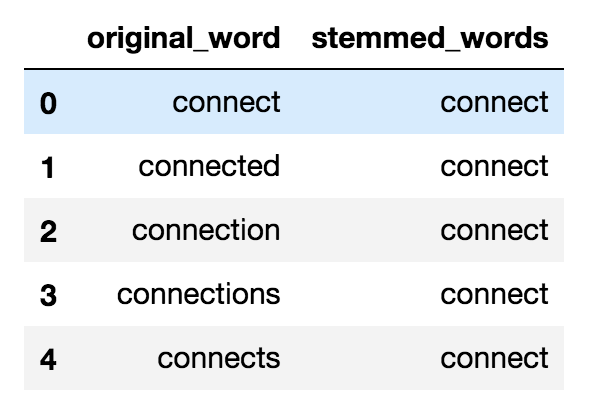 original_word stemmed_words
0 connect connect
1 connected connect
2 connection connect
3 connections connect
4 connects connect